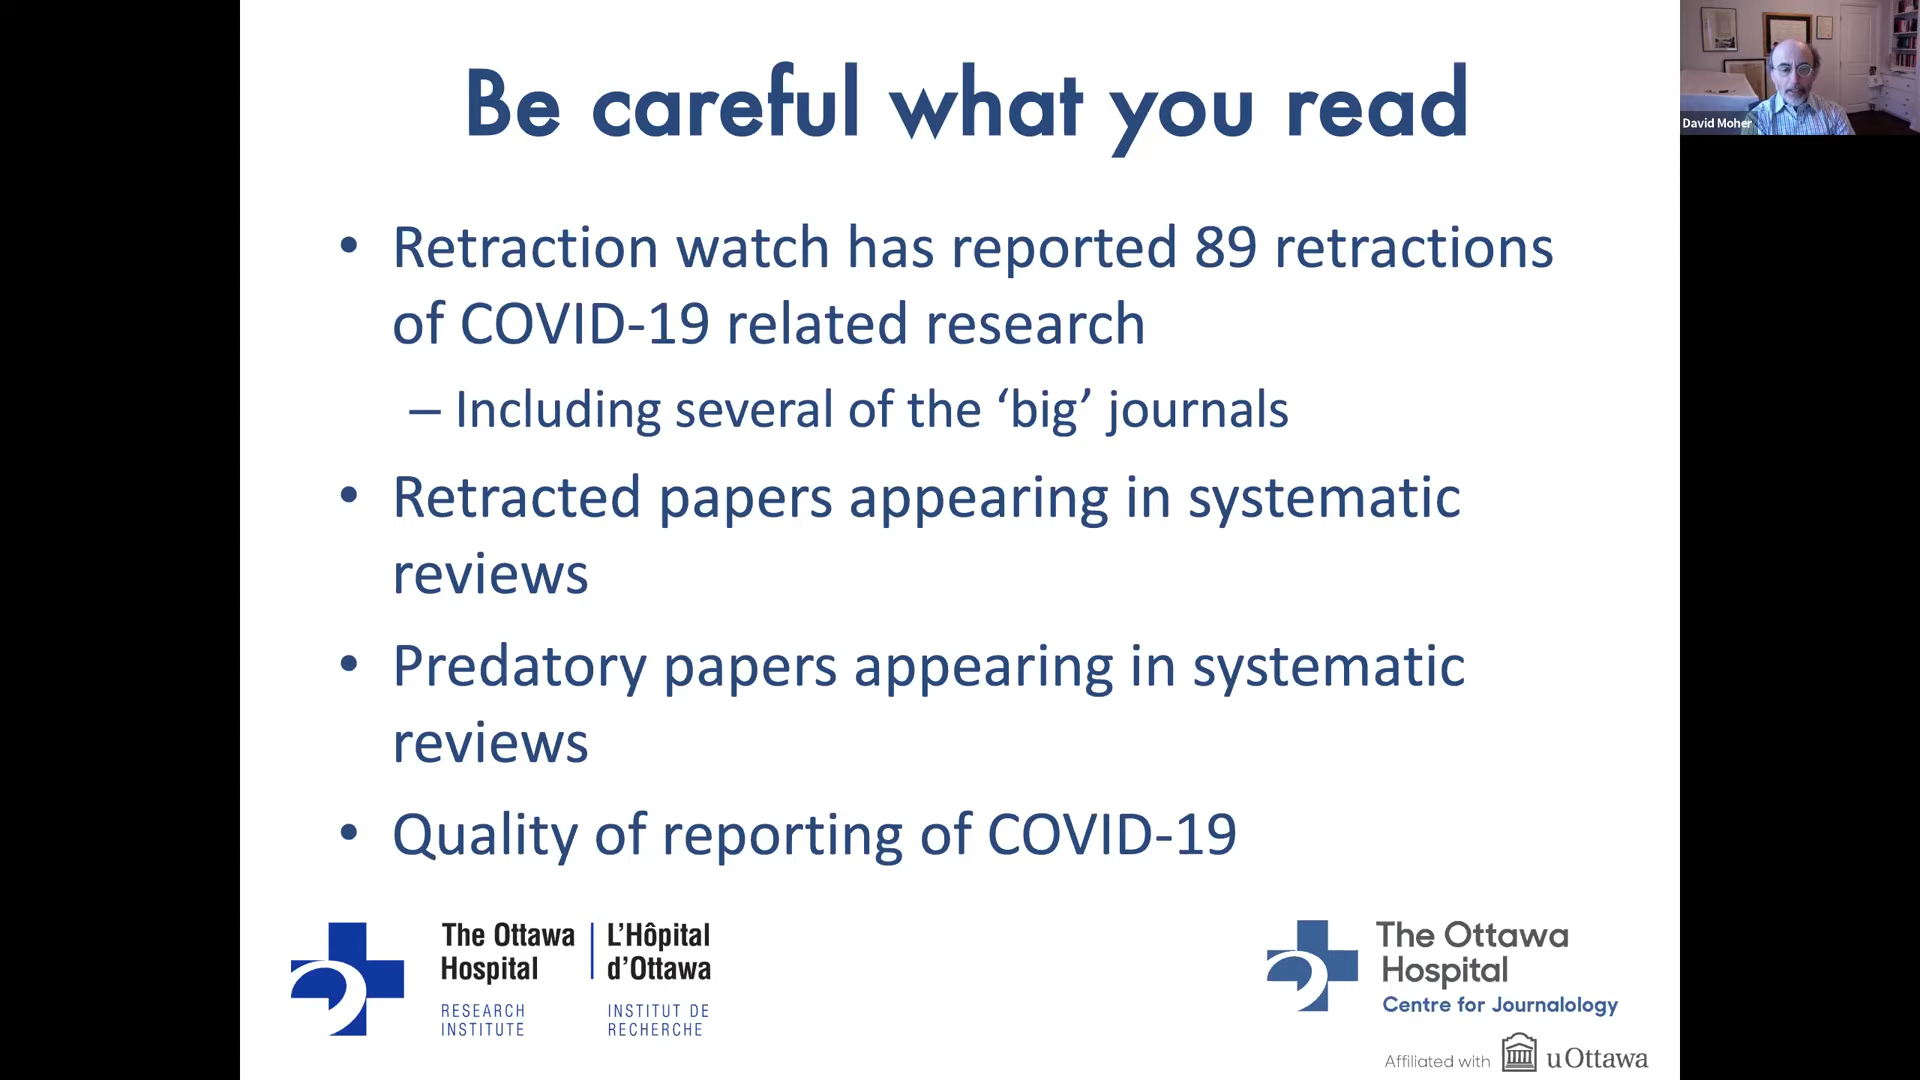 Be careful what you read
• Retraction watch has reported 89 retractions
of COVID-19 related research
– Including several of the ‘big’ journals
• Retracted papers appearing in systematic
reviews
• Predatory papers appearing in systematic
reviews
• Quality of reporting of COVID-19
The Ottawa
Hospital
RESEARCH
INSTITUTE
L’Hôpital
d’Ottawa
INSTITUT DE
RECHERCHE
The Ottawa
Hospital
Centre for Journalology
Affiliated with
uOttawa
David Moher